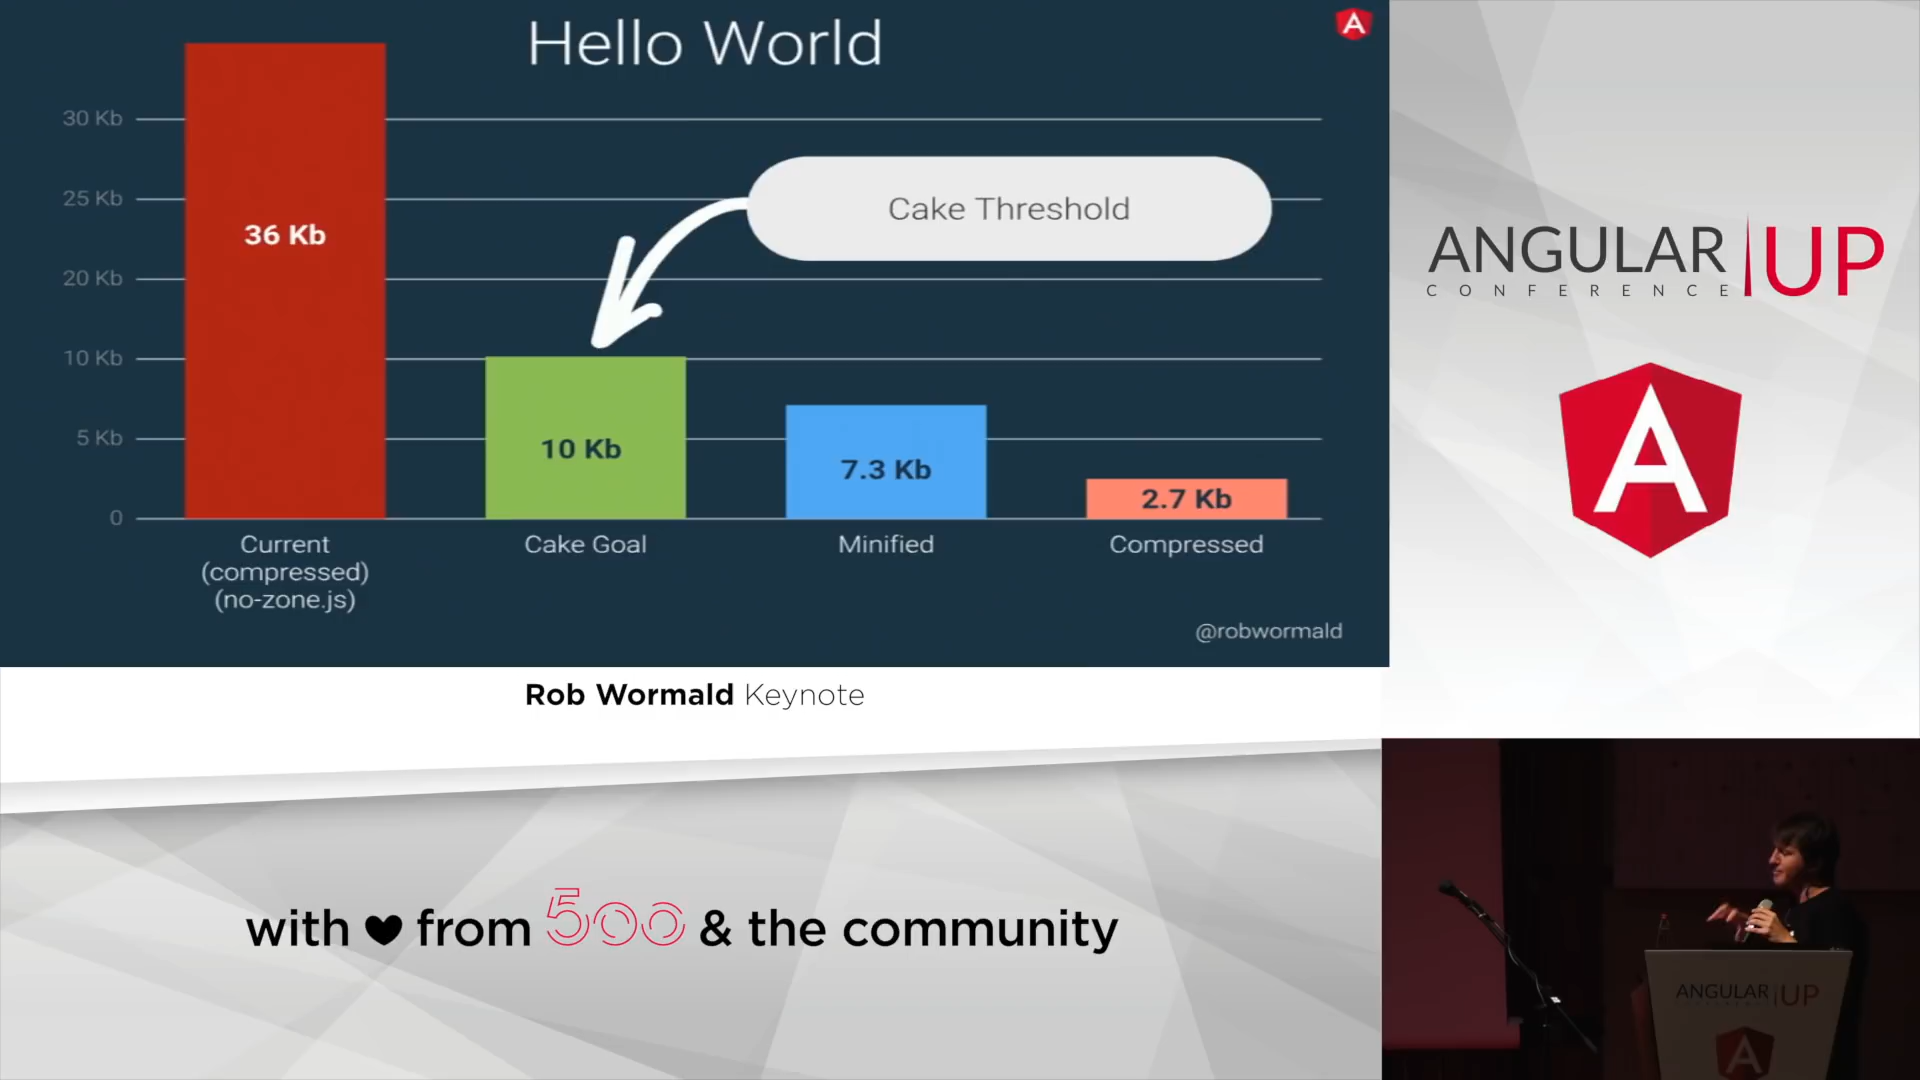 Hello World
30 Kb
25 Kb
20 Kb
10 Kb
5 Kb
0
36 Kb
10 Kb
7.3 Kb
2.7 Kb
Cake Threshold
Current
(compressed)
(no-zone.js)
Cake Goal
Minified
Compressed
@robwormald
Rob Wormald Keynote
with from 500 & the community
ANGULAR UP
CONFERENCE
ANGULAR UP